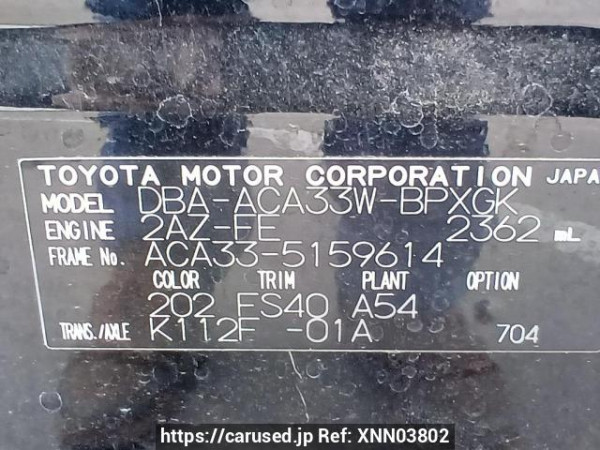 TOYOTA MOTOR CORPORATION JAPA
MODEL DBA-ACA33W-BPXGK
ENGINE 2AZ-FE 2362 mL
FRAME No. ACA33-5159614
COLOR TRIM PLANT OPTION
202 FS40 A54
TRANS./AXLE K112F -01A 704
https://carused.jp Ref: XNN03802